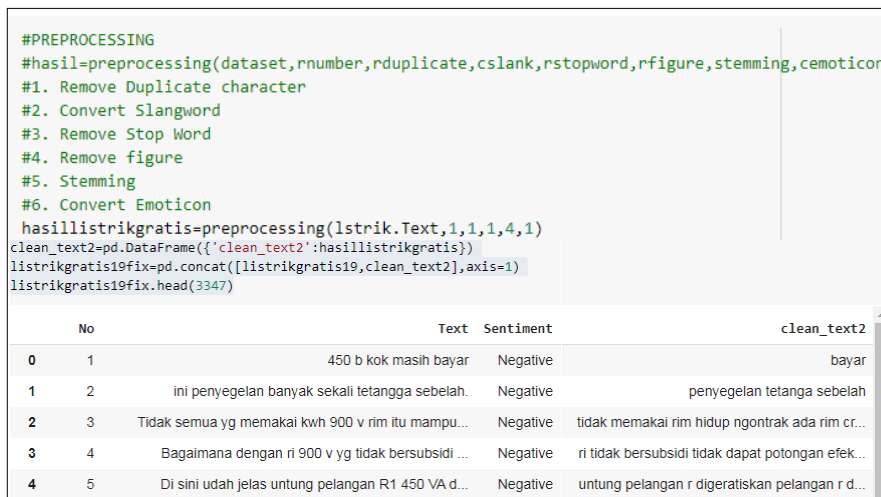 #PREPROCESSING
#hasil=preprocessing(dataset,rnumber,rduplicate,cslank,rstopword,rfigure,stemming,cemoticon
#1. Remove Duplicate character
#2. Convert Slangword
#3. Remove Stop Word
#4. Remove figure
#5. Stemming
#6. Convert Emoticon
hasillistrikgratis=preprocessing(lstrik.Text,1,1,1,4,1)
clean_text2=pd.DataFrame({'clean_text2':hasillistrikgratis})
listrikgratis19fix=pd.concat([listrikgratis19,clean_text2],axis=1)
listrikgratis19fix.head(3347)
No Text Sentiment clean_text2
0 1 450 b kok masih bayar Negative bayar
1 2 ini penyegelan banyak sekali tetangga sebelah. Negative penyegelan tetanga sebelah
2 3 Tidak semua yg memakai kwh 900 v rim itu mampu... Negative tidak memakai rim hidup ngontrak ada rim cr...
3 4 Bagaimana dengan ri 900 v yg tidak bersubsidi ... Negative ri tidak bersubsidi tidak dapat potongan efek...
4 5 Di sini udah jelas untung pelangan R1 450 VA d... Negative untung pelangan r digeratiskan pelangan r d...